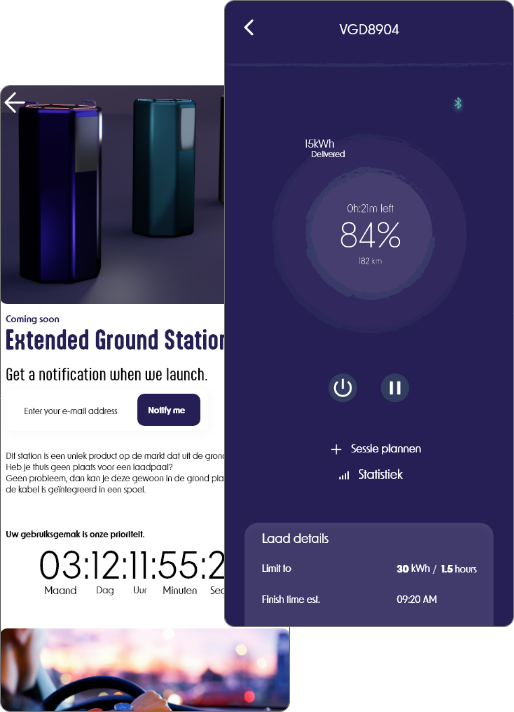 VGD8904
15kWh
Delivered
0h:21m left
84%
182 km
Sessie plannen
Statistiek
Laad details
Limit to 30 kWh / 1.5 hours
Finish time est. 09:20 AM
Coming soon
Extended Ground Station
Get a notification when we launch.
Enter your e-mail address Notify me
Dit station is een uniek product op de markt dat uit de grond
Heb je thuis geen plaats voor een laadpaal?
Geen probleem, dan kan je deze gewoon in de grond
de kabel is geïntegreerd in een spoel.
Uw gebruiksgemak is onze prioriteit.
03:12:11:55:2
Maand Dag Uur Minuten